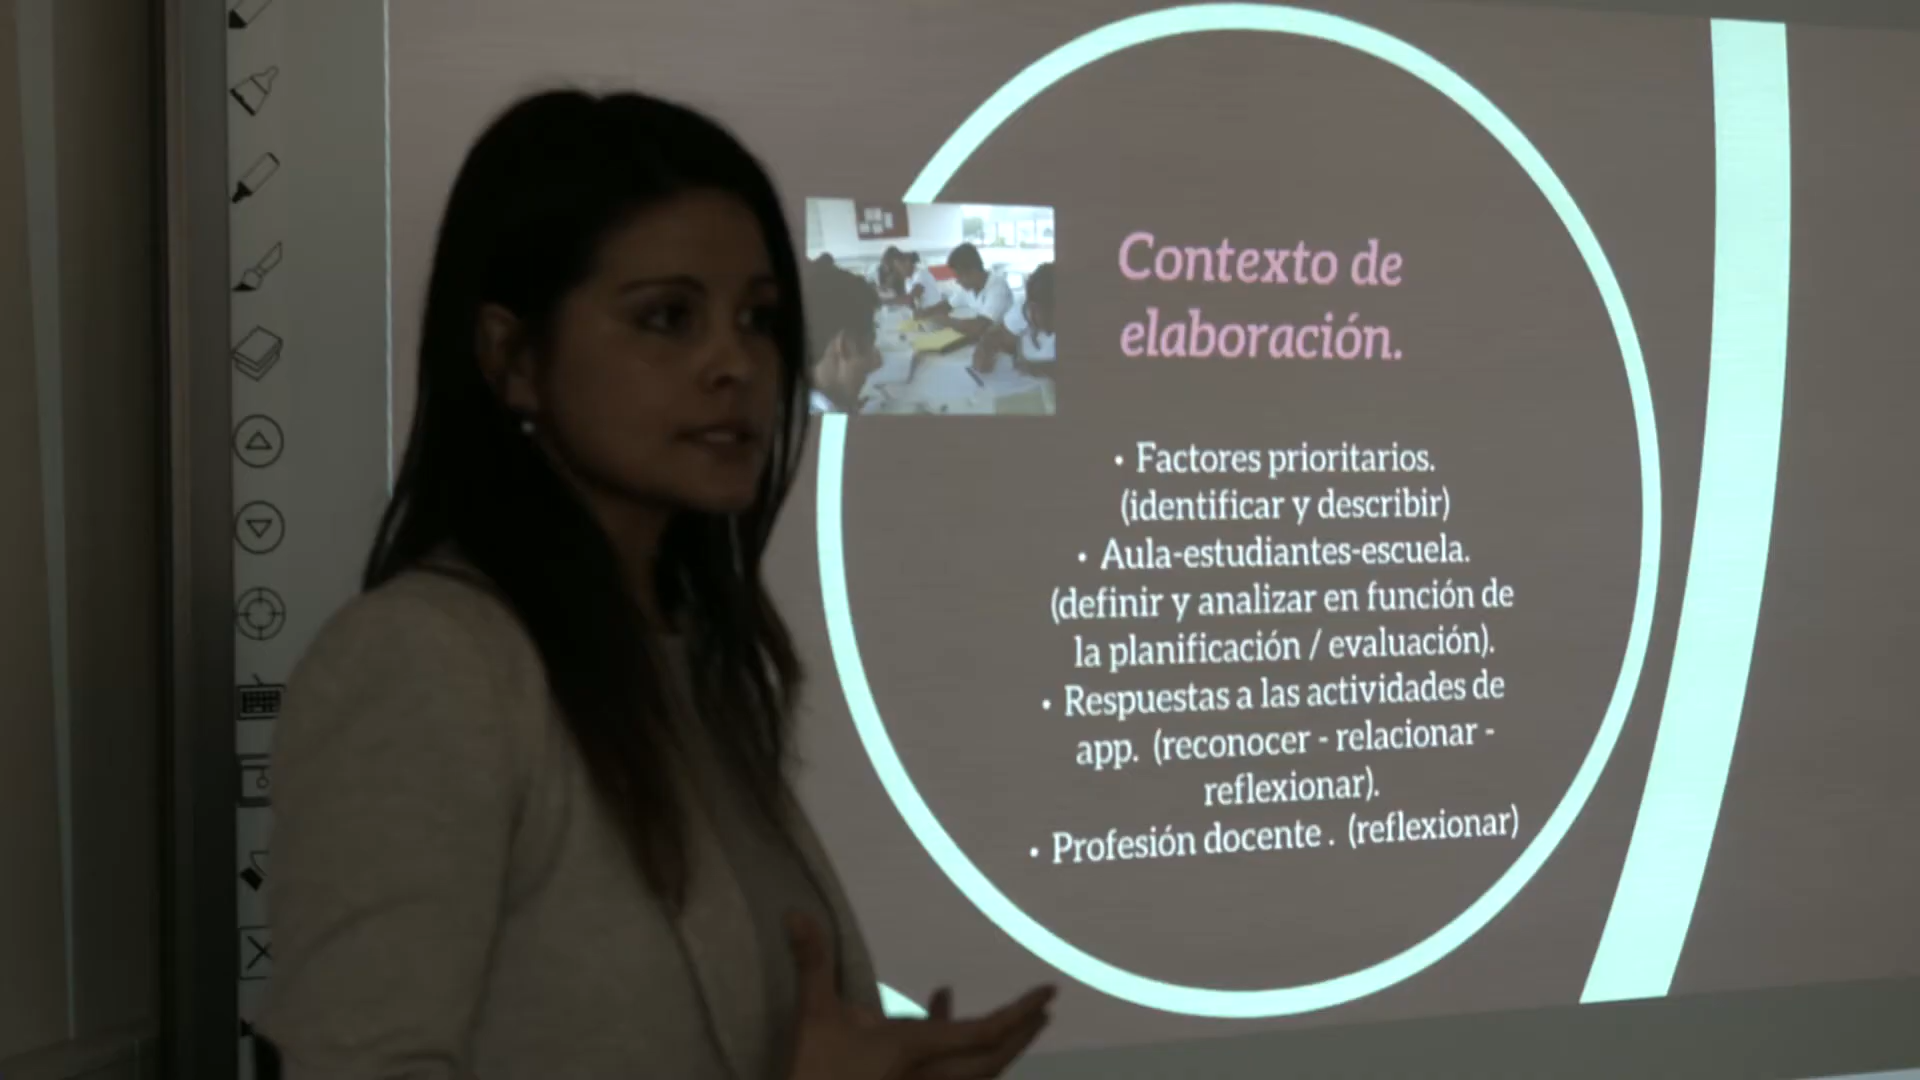 Contexto de
elaboración.
• Factores prioritarios.
(identificar y describir)
• Aula-estudiantes-escuela.
(definir y analizar en función de
la planificación / evaluación).
• Respuestas a las actividades de
app. (reconocer - relacionar -
reflexionar).
• Profesión docente . (reflexionar)